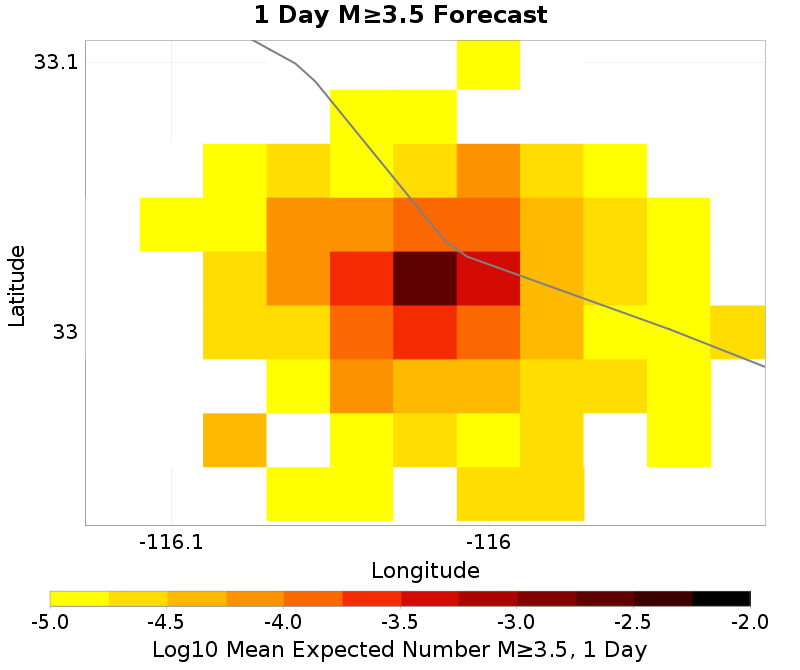 1 Day M≥3.5 Forecast
33.1
33
Latitude
-116.1
-116
Longitude
-5.0
-4.5
-4.0
-3.5
-3.0
-2.5
-2.0
Log10 Mean Expected Number M≥3.5, 1 Day